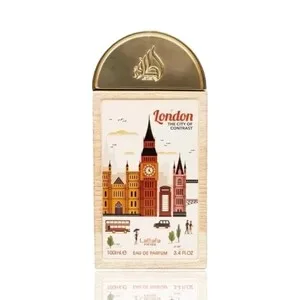 London
THE CITY OF
CONTRAST
Lattafa
100ml e EAU DE PARFUM 3.4 FL.OZ